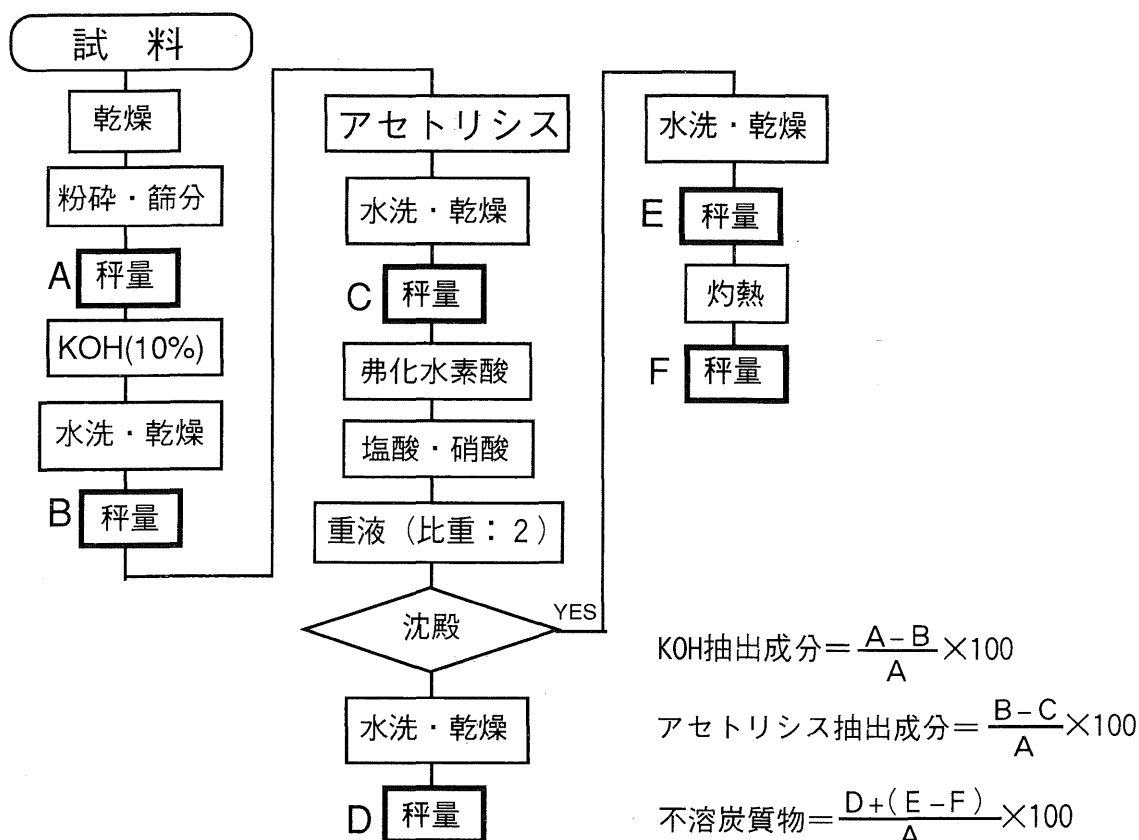 試 料
乾燥
粉砕・篩分
A 秤量
KOH(10%)
水洗・乾燥
B 秤量
アセトリシス
水洗・乾燥
C 秤量
弗化水素酸
塩酸・硝酸
重液（比重：2）
沈殿
YES
水洗・乾燥
D 秤量
水洗・乾燥
E 秤量
灼熱
F 秤量
KOH抽出成分＝A-B/A×100
アセトリシス抽出成分＝B-C/A×100
不溶炭質物＝D+(E-F)/A×100